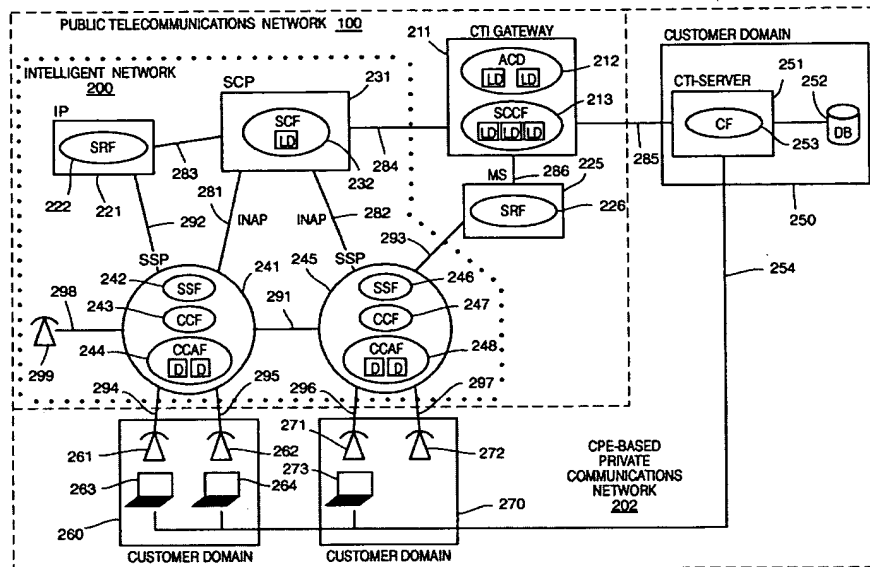 PUBLIC TELECOMMUNICATIONS NETWORK 100
211
CTI GATEWAY
ACD
LD LD
212
SCCF
LD LD LD
213
CUSTOMER DOMAIN
CTI-SERVER
251
CF
252
DB
253
INTELLIGENT NETWORK
200
SCP
231
SCF
LD
232
IP
SRF
222
221
283
284
285
286
MS
225
SRF
226
250
292
281
INAP
INAP
282
293
254
SSP
242
241
SSF
243
CCF
244
CCAF
D D
245
SSP
246
SSF
247
CCF
CCAF
D D
248
298
299
291
294
295
296
297
261
262
263
264
260
CUSTOMER DOMAIN
271
272
273
270
CUSTOMER DOMAIN
CPE-BASED
PRIVATE
COMMUNICATIONS
NETWORK 202